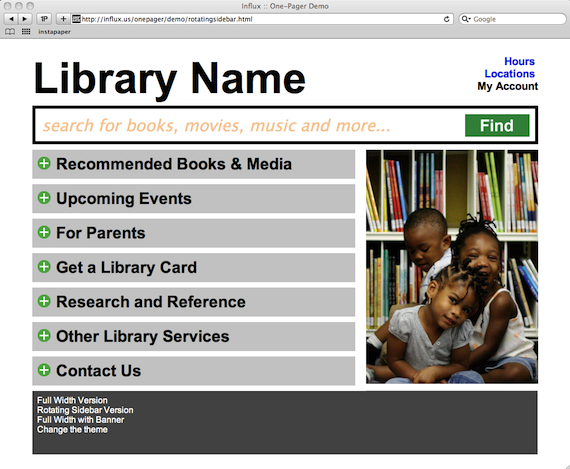 Influx :: One-Pager Demo
1P
http://influx.us/onepager/demo/rotatingsidebar.html
Google
instapaper
Library Name
Hours
Locations
My Account
search for books, movies, music and more...
Find
Recommended Books & Media
Upcoming Events
For Parents
Get a Library Card
Research and Reference
Other Library Services
Contact Us
Full Width Version
Rotating Sidebar Version
Full Width with Banner
Change the theme